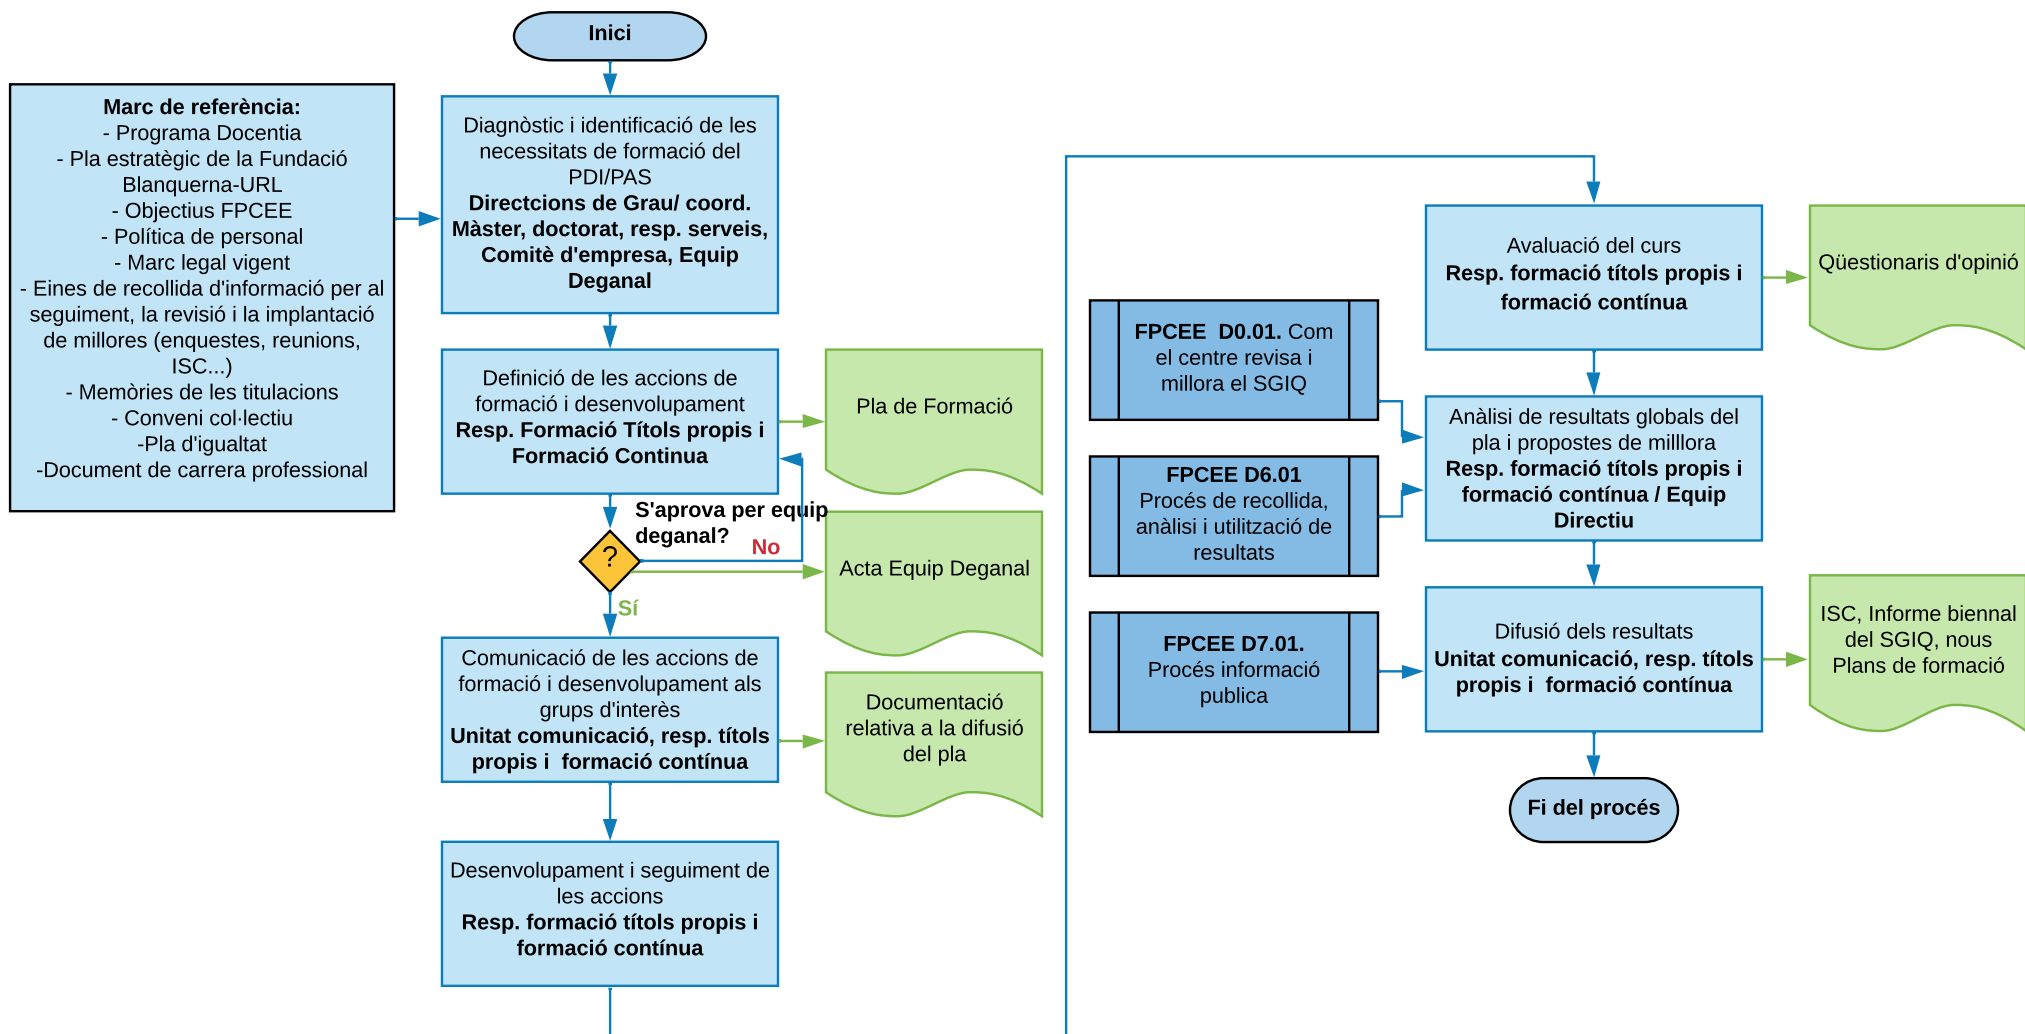 Inici
Marc de referència:
- Programa Docentia
- Pla estratègic de la Fundació
Blanquerna-URL
- Objectius FPCEE
- Política de personal
- Marc legal vigent
- Eines de recollida d'informació per al
seguiment, la revisió i la implantació
de millores (enquestes, reunions,
ISC...)
- Memòries de les titulacions
- Conveni col·lectiu
-Pla d'igualtat
-Document de carrera professional
Diagnòstic i identificació de les
necessitats de formació del
PDI/PAS
Directcions de Grau/ coord.
Màster, doctorat, resp. serveis,
Comitè d'empresa, Equip
Deganal
Definició de les accions de
formació i desenvolupament
Resp. Formació Títols propis i
Formació Continua
Pla de Formació
S'aprova per equip
deganal?
No
?
Sí
Acta Equip Deganal
Comunicació de les accions de
formació i desenvolupament als
grups d'interès
Unitat comunicació, resp. títols
propis i  formació contínua
Documentació
relativa a la difusió
del pla
Desenvolupament i seguiment de
les accions
Resp. formació títols propis i
formació contínua
Avaluació del curs
Resp. formació títols propis i
formació contínua
Qüestionaris d'opinió
FPCEE  D0.01. Com
el centre revisa i
millora el SGIQ
FPCEE D6.01
Procés de recollida,
anàlisi i utilització de
resultats
Anàlisi de resultats globals del
pla i propostes de milllora
Resp. formació títols propis i
formació contínua / Equip
Directiu
FPCEE D7.01.
Procés informació
publica
Difusió dels resultats
Unitat comunicació, resp. títols
propis i  formació contínua
ISC, Informe biennal
del SGIQ, nous
Plans de formació
Fi del procés